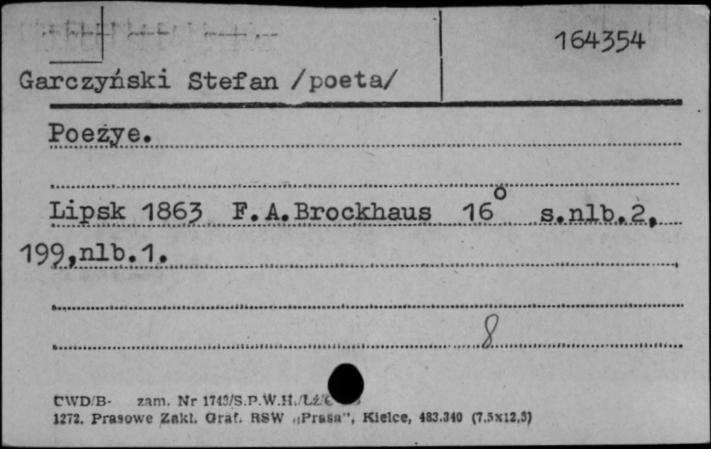 164354
Garczyński Stefan /poeta/
Poezye.
Lipsk 1863 F.A.Brockhaus 16° s.nlb.2,
199,nlb.1.
8
CWD/B- zam. Nr 1743/S.P.W.H./Łź/
1272. Prasowe Zakł. Graf. RSW „Prasa", Kielce, 483.340 (7.5x12.5)